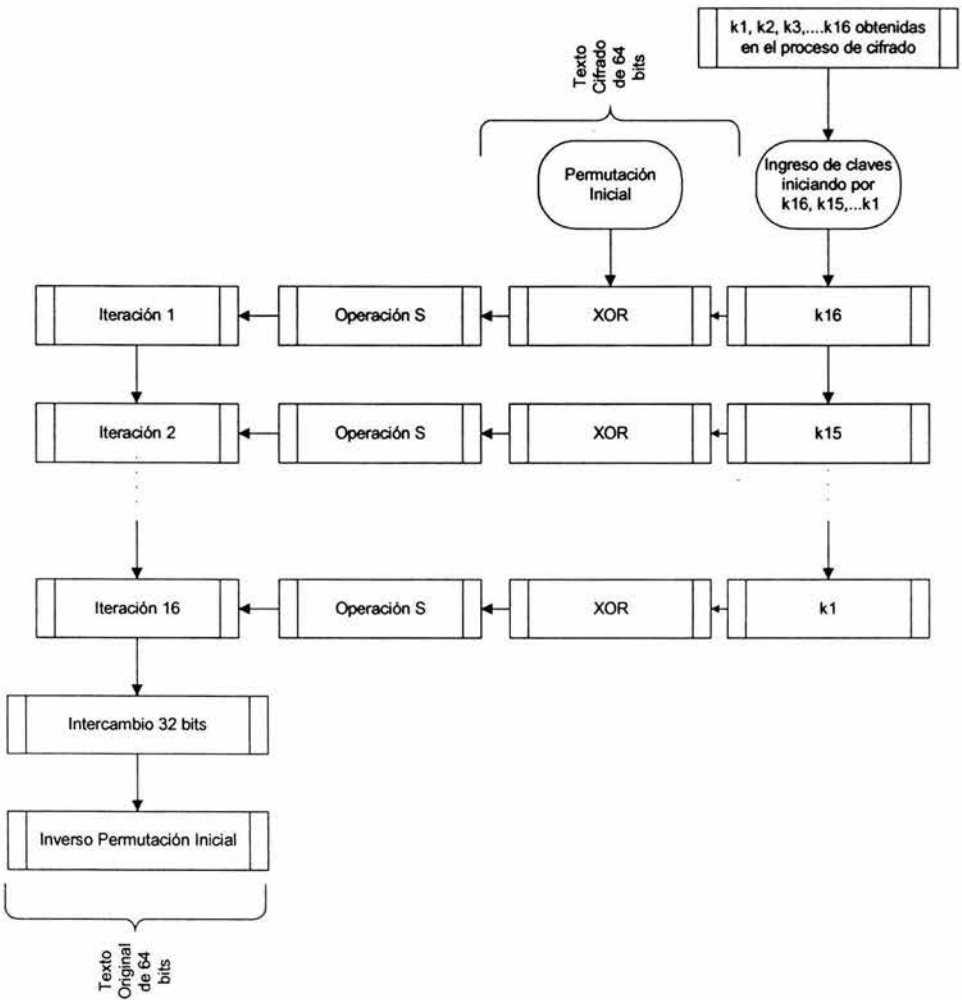 k1, k2, k3,....k16 obtenidas
en el proceso de cifrado
Texto
Cifrado
de 64
bits
Permutación
Inicial
Ingreso de claves
iniciando por
k16, k15,...k1
Iteración 1
Operación S
XOR
k16
Iteración 2
Operación S
XOR
k15
Iteración 16
Operación S
XOR
k1
Intercambio 32 bits
Inverso Permutación Inicial
Texto
Original
de 64
bits